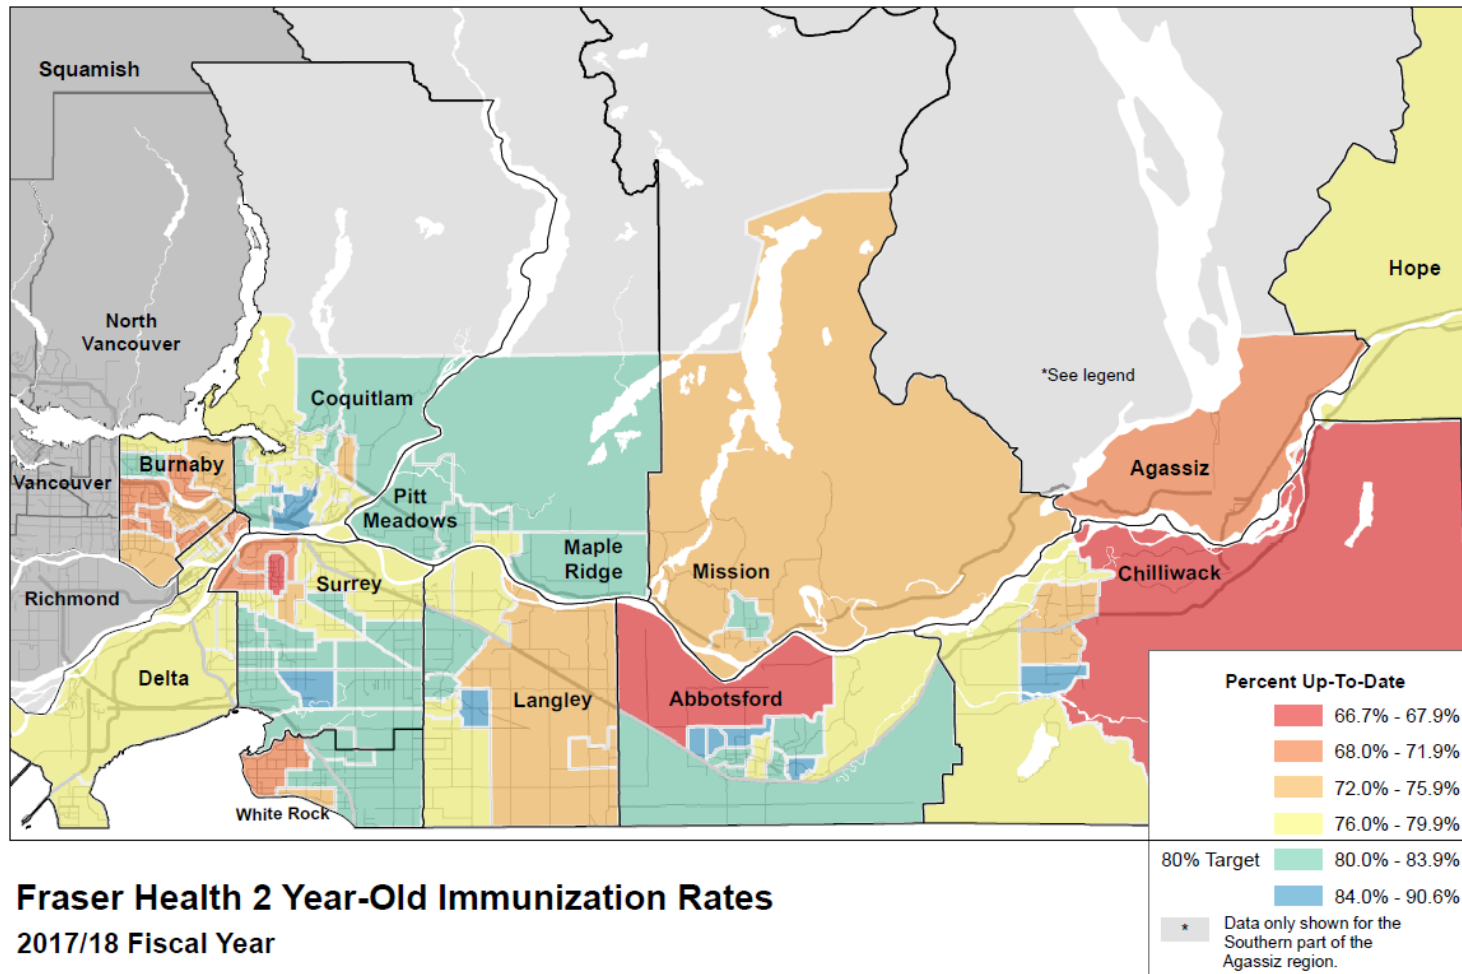 Squamish
Hope
North
Vancouver
*See legend
Coquitlam
Burnaby
Agassiz
Vancouver
Pitt
Meadows
Maple
Ridge
Mission
Chilliwack
Surrey
Richmond
Delta
Langley
Abbotsford
White Rock
Percent Up-To-Date
66.7% - 67.9%
68.0% - 71.9%
72.0% - 75.9%
76.0% - 79.9%
80% Target 80.0% - 83.9%
84.0% - 90.6%
* Data only shown for the
Southern part of the
Agassiz region.
Fraser Health 2 Year-Old Immunization Rates
2017/18 Fiscal Year